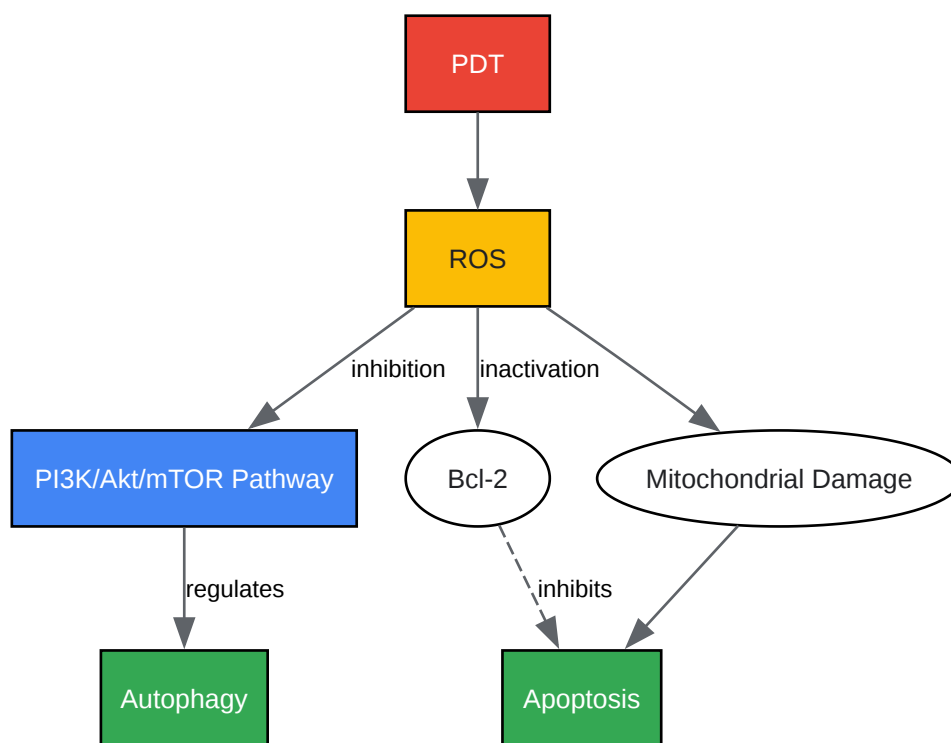 PDT
ROS
inhibition
inactivation
PI3K/Akt/mTOR Pathway
Bcl-2
Mitochondrial Damage
regulates
inhibits
Autophagy
Apoptosis